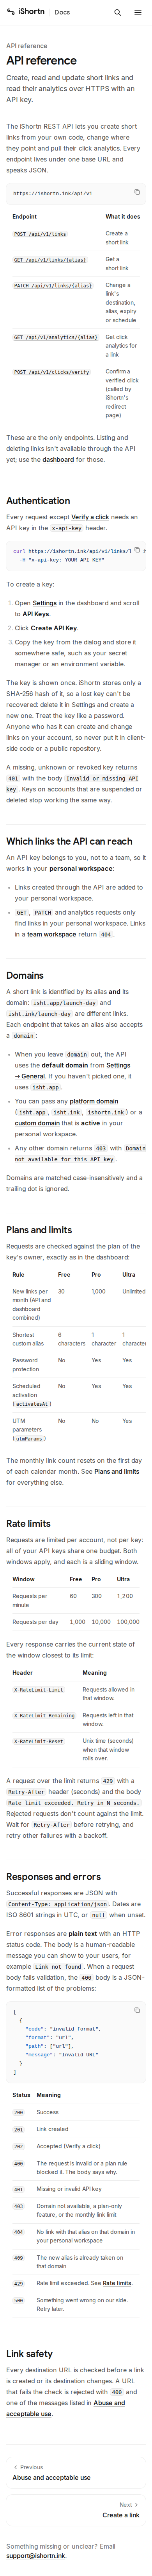 iShortn Docs
API reference
API reference
Create, read and update short links and
read their analytics over HTTPS with an
API key.
The iShortn REST API lets you create short
links from your own code, change where
they point and pull their click analytics. Every
endpoint lives under one base URL and
speaks JSON.
https://ishortn.ink/api/v1
Endpoint What it does
POST /api/v1/links Create a
short link
GET /api/v1/links/{alias} Get a
short link
PATCH /api/v1/links/{alias} Change a
link's
destination,
alias, expiry
or schedule
GET /api/v1/analytics/{alias} Get click
analytics for
a link
POST /api/v1/clicks/verify Confirm a
verified click
(called by
iShortn's
redirect
page)
These are the only endpoints. Listing and
deleting links isn't available through the API
yet; use the dashboard for those.
Authentication
Every request except Verify a click needs an
API key in the x-api-key header.
curl https://ishortn.ink/api/v1/links/l
-H "x-api-key: YOUR_API_KEY"
To create a key:
1. Open Settings in the dashboard and scroll
to API Keys.
2. Click Create API Key.
3. Copy the key from the dialog and store it
somewhere safe, such as your secret
manager or an environment variable.
The key is shown once. iShortn stores only a
SHA-256 hash of it, so a lost key can't be
recovered; delete it in Settings and create a
new one. Treat the key like a password.
Anyone who has it can create and change
links on your account, so never put it in client-
side code or a public repository.
A missing, unknown or revoked key returns
401 with the body Invalid or missing API
key. Keys on accounts that are suspended or
deleted stop working the same way.
Which links the API can reach
An API key belongs to you, not to a team, so it
works in your personal workspace:
• Links created through the API are added to
your personal workspace.
• GET, PATCH and analytics requests only
find links in your personal workspace. Links
in a team workspace return 404.
Domains
A short link is identified by its alias and its
domain: isht.app/launch-day and
isht.ink/launch-day are different links.
Each endpoint that takes an alias also accepts
a domain:
• When you leave domain out, the API
uses the default domain from Settings
→ General. If you haven't picked one, it
uses isht.app.
• You can pass any platform domain
(isht.app, isht.ink, ishortn.ink) or a
custom domain that is active in your
personal workspace.
• Any other domain returns 403 with Domain
not available for this API key.
Domains are matched case-insensitively and a
trailing dot is ignored.
Plans and limits
Requests are checked against the plan of the
key's owner, exactly as in the dashboard:
Rule Free Pro Ultra
New links per
month (API and
dashboard
combined) 30 1,000 Unlimited
Shortest
custom alias 6
characters 1
character 1
character
Password
protection No Yes Yes
Scheduled
activation
(activatesAt) No Yes Yes
UTM
parameters
(utmParams) No No Yes
The monthly link count resets on the first day
of each calendar month. See Plans and limits
for everything else.
Rate limits
Requests are limited per account, not per key:
all of your API keys share one budget. Both
windows apply, and each is a sliding window.
Window Free Pro Ultra
Requests per
minute 60 300 1,200
Requests per day 1,000 10,000 100,000
Every response carries the current state of
the window closest to its limit:
Header Meaning
X-RateLimit-Limit Requests allowed in
that window.
X-RateLimit-Remaining Requests left in that
window.
X-RateLimit-Reset Unix time (seconds)
when that window
rolls over.
A request over the limit returns 429 with a
Retry-After header (seconds) and the body
Rate limit exceeded. Retry in N seconds.
Rejected requests don't count against the limit.
Wait for Retry-After before retrying, and
retry other failures with a backoff.
Responses and errors
Successful responses are JSON with
Content-Type: application/json. Dates are
ISO 8601 strings in UTC, or null when unset.
Error responses are plain text with an HTTP
status code. The body is a human-readable
message you can show to your users, for
example Link not found. When a request
body fails validation, the 400 body is a JSON-
formatted list of the problems:
[
{
"code": "invalid_format",
"format": "url",
"path": ["url"],
"message": "Invalid URL"
}
]
Status Meaning
200 Success
201 Link created
202 Accepted (Verify a click)
400 The request is invalid or a plan rule
blocked it. The body says why.
401 Missing or invalid API key
403 Domain not available, a plan-only
feature, or the monthly link limit
404 No link with that alias on that domain in
your personal workspace
409 The new alias is already taken on
that domain
429 Rate limit exceeded. See Rate limits.
500 Something went wrong on our side.
Retry later.
Link safety
Every destination URL is checked before a link
is created or its destination changes. A URL
that fails the check is rejected with 400 and
one of the messages listed in Abuse and
acceptable use.
Previous
Abuse and acceptable use
Next
Create a link
Something missing or unclear? Email
support@ishortn.ink.